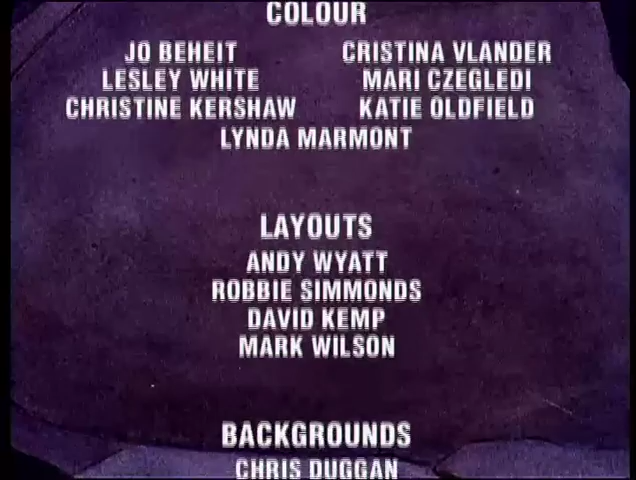 COLOUR
JO BEHEIT CRISTINA VLANDER
LESLEY WHITE MARI CZEGLEDI
CHRISTINE KERSHAW KATIE OLDFIELD
LYNDA MARMONT
LAYOUTS
ANDY WYATT
ROBBIE SIMMONDS
DAVID KEMP
MARK WILSON
BACKGROUNDS
CHRIS DUGGAN